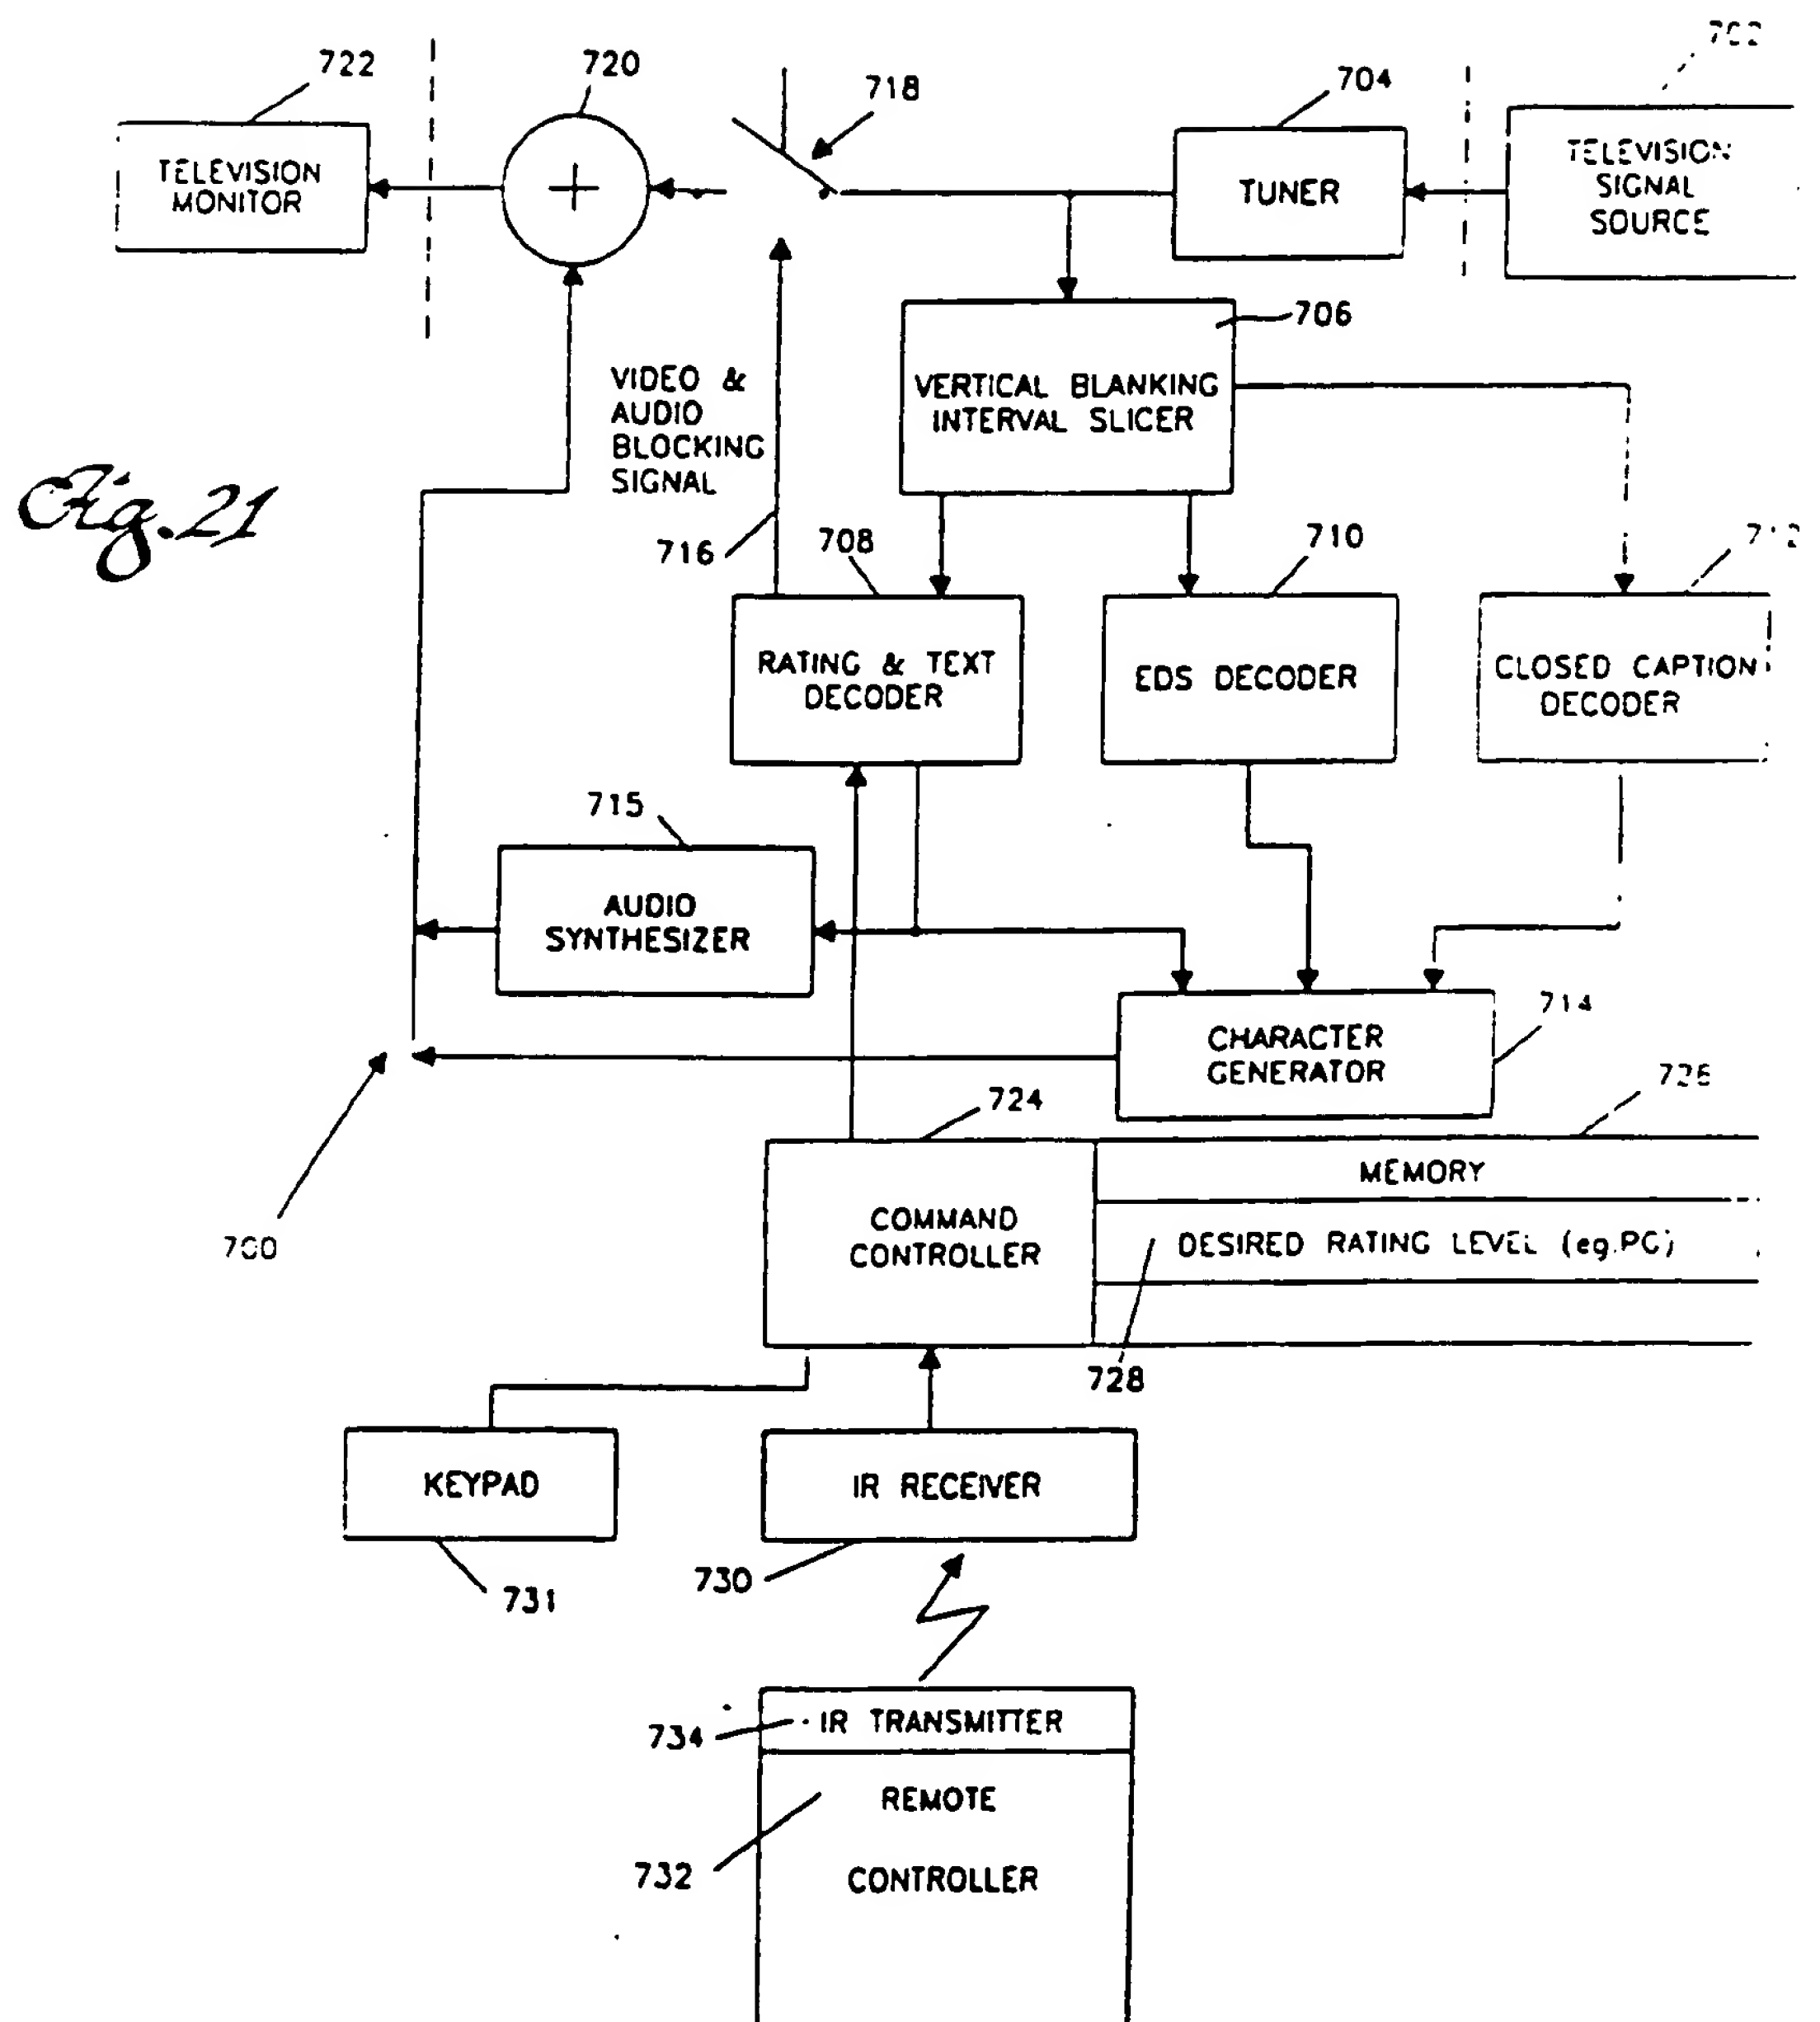 722
720
718
704
702
TELEVISION
MONITOR
TUNER
TELEVISION
SIGNAL
SOURCE
706
VERTICAL BLANKING
INTERVAL SLICER
VIDEO &
AUDIO
BLOCKING
SIGNAL
Fig. 21
716
708
710
712
RATING & TEXT
DECODER
EDS DECODER
CLOSED CAPTION
DECODER
715
AUDIO
SYNTHESIZER
714
CHARACTER
GENERATOR
724
726
MEMORY
COMMAND
CONTROLLER
DESIRED RATING LEVEL (eg.PG)
700
728
KEYPAD
IR RECEIVER
731
730
734
IR TRANSMITTER
REMOTE
732
CONTROLLER